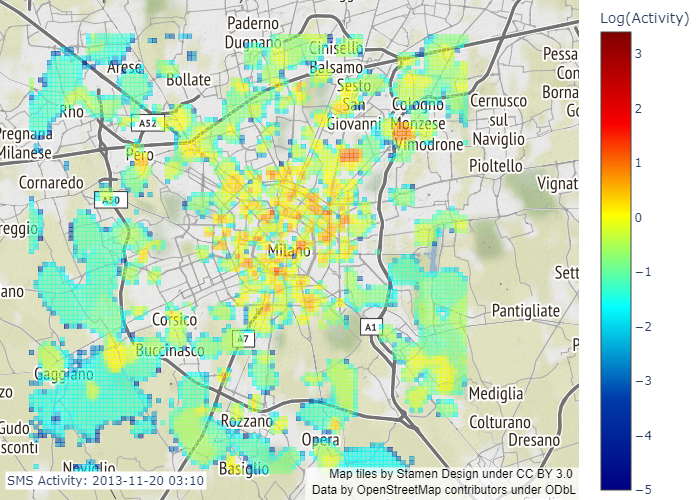 Log(Activity)
3
2
1
0
−1
−2
−3
−4
−5
Paderno
Dugnano
Cinisello
Balsamo
Arese
Bollate
Sesto
San
Giovanni
Rho
Cologno
Monzese
Cernusco
sul
Naviglio
A52
Pregnana
Milanese
Pero
Vimodrone
Pioltello
Cornaredo
A50
Vignat
reggio
Milano
Sett
ano
Pantigliate
Corsico
A1
A7
Buccinasco
Gaggiano
Mediglia
Rozzano
Colturano
Dresano
Opera
Gudo
sconti
Naviglio
Basiglio
Pessa
Con
Borna
Go
P
zo
SMS Activity: 2013-11-20 03:10
Map tiles by Stamen Design under CC BY 3.0
Data by OpenStreetMap contributors under ODbL